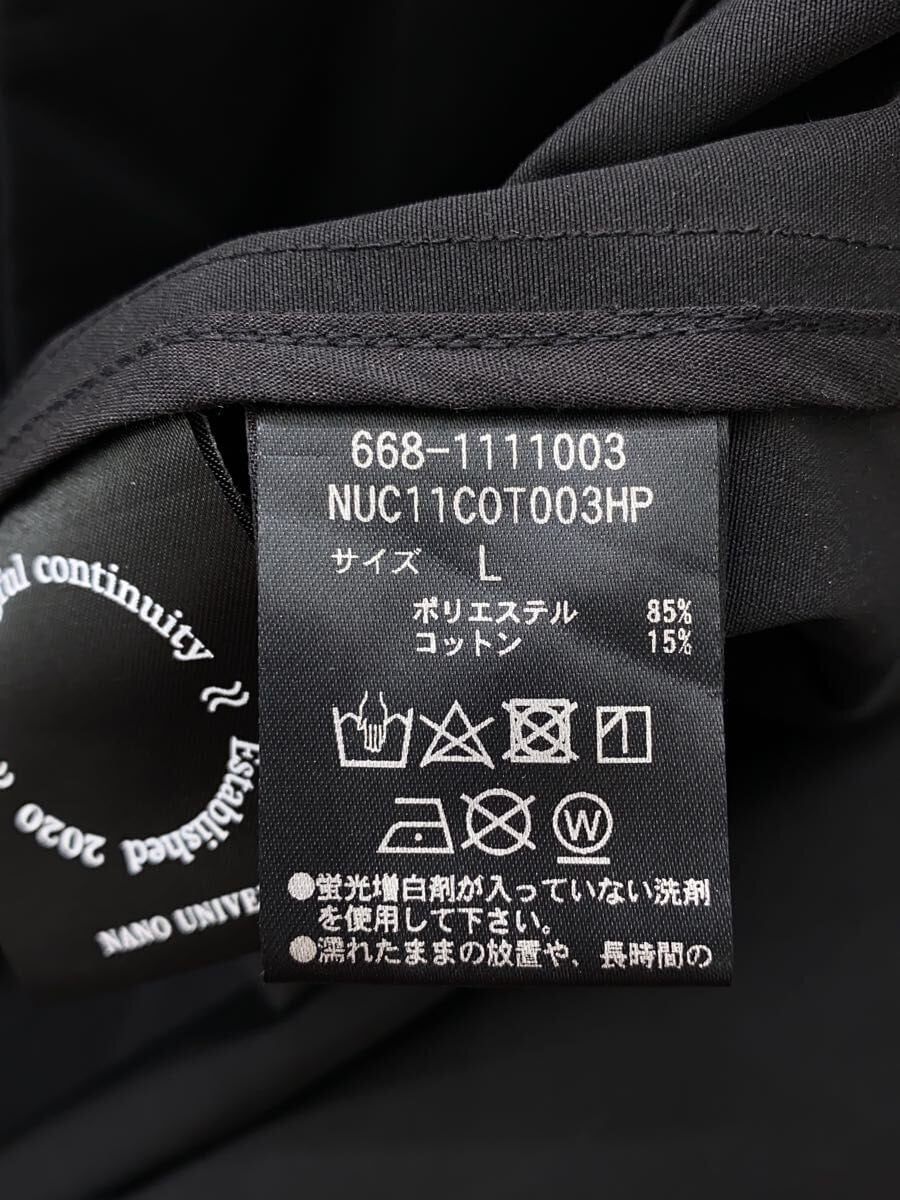 668-1111003
NUC11COT003HP
サイズ L
ポリエステル 85%
コットン 15%
W
●蛍光増白剤が入っていない洗剤
を使用して下さい。
●濡れたままの放置や、長時間の
continuity
Established 2020
NANO